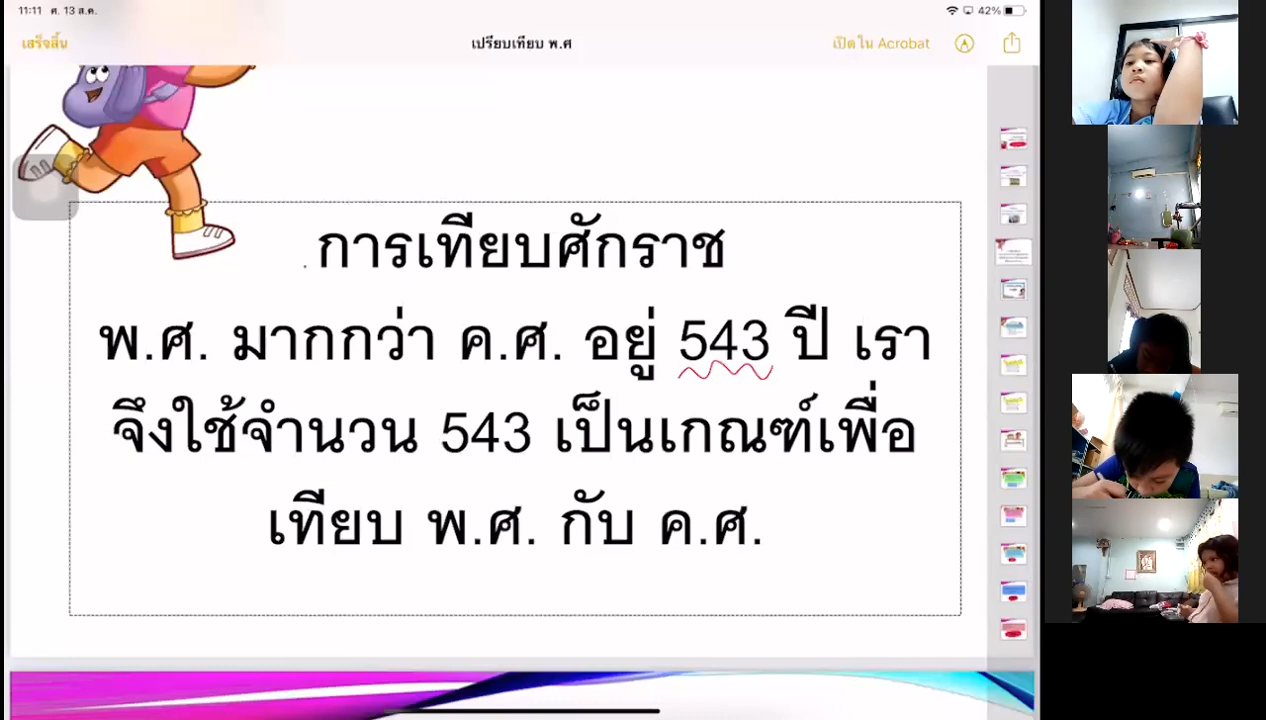 11:11 ศ. 13 ส.ค.
42%
เสร็จสิ้น
เปรียบเทียบ พ.ศ
เปิดใน Acrobat
การเทียบศักราช
พ.ศ. มากกว่า ค.ศ. อยู่ 543 ปี เรา
จึงใช้จำนวน 543 เป็นเกณฑ์เพื่อ
เทียบ พ.ศ. กับ ค.ศ.